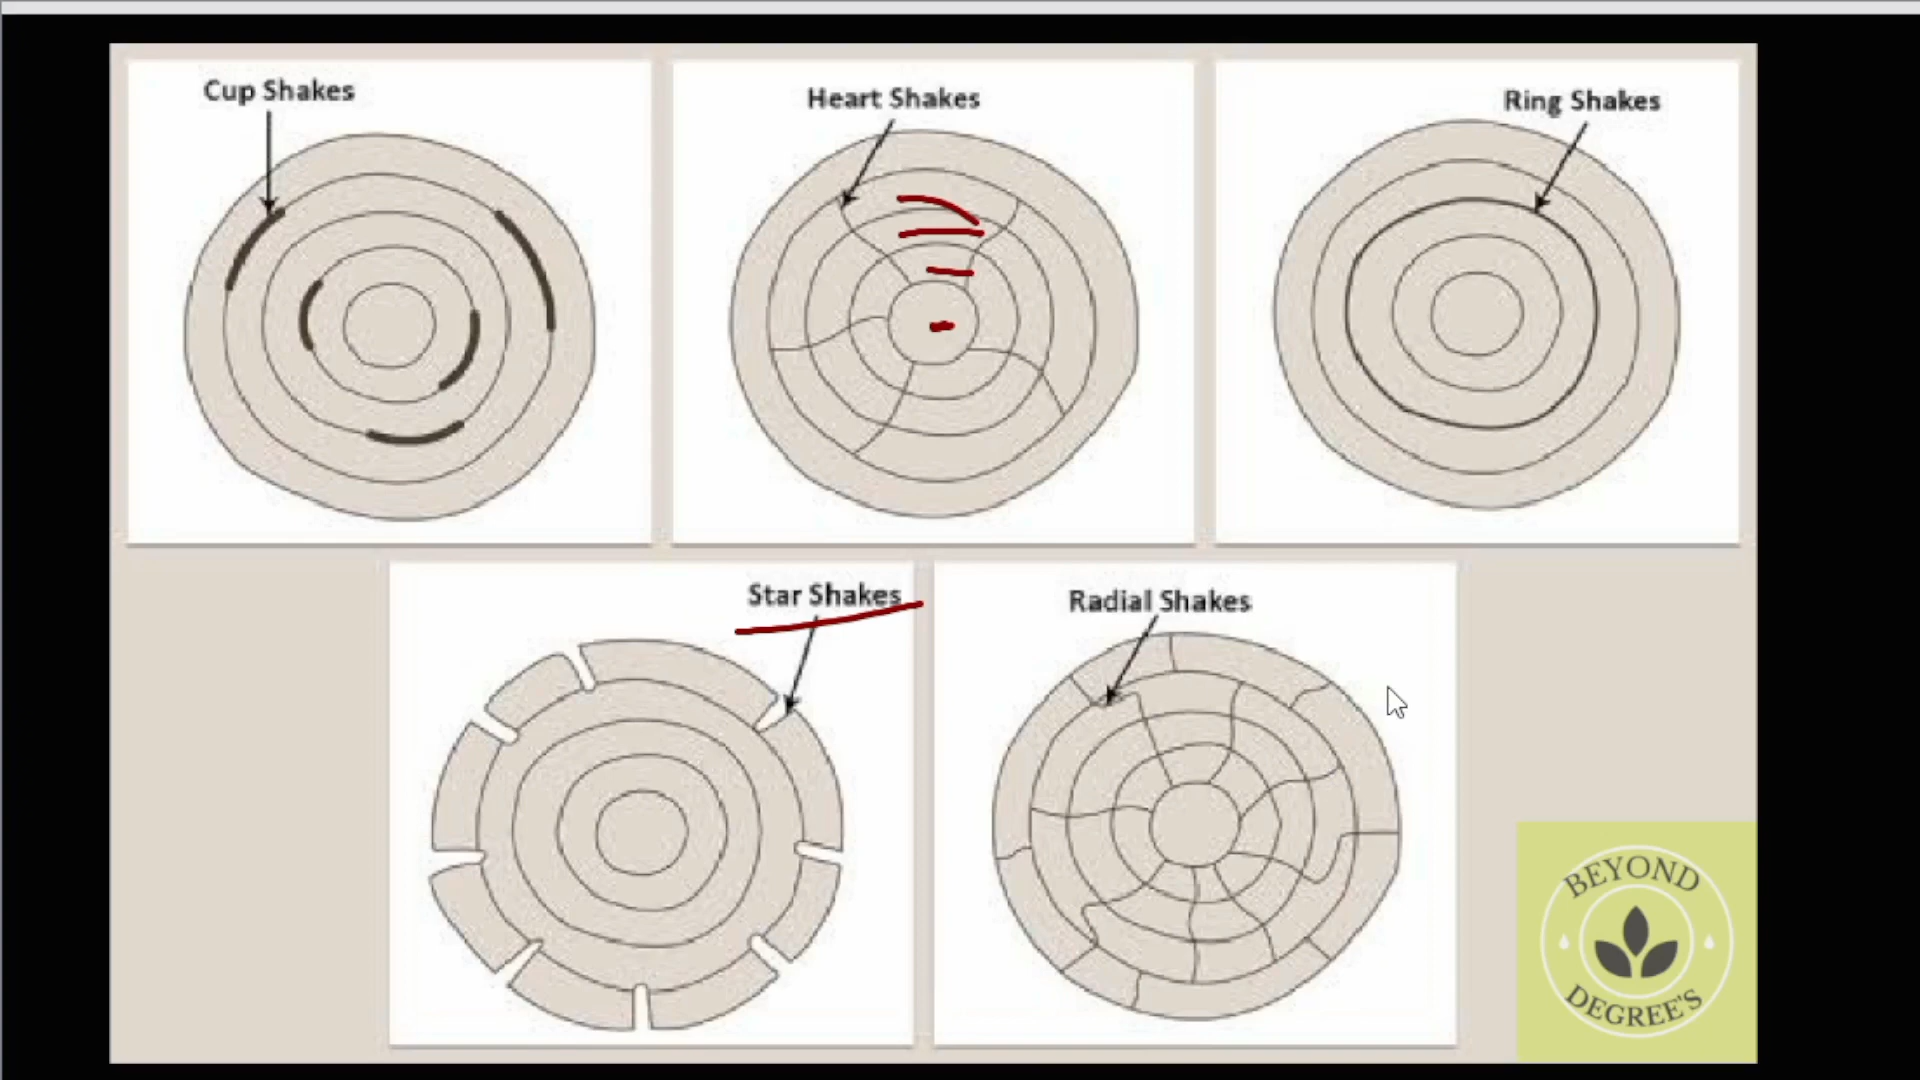 Cup Shakes
Heart Shakes
Ring Shakes
Star Shakes
Radial Shakes
BEYOND
DEGREE'S